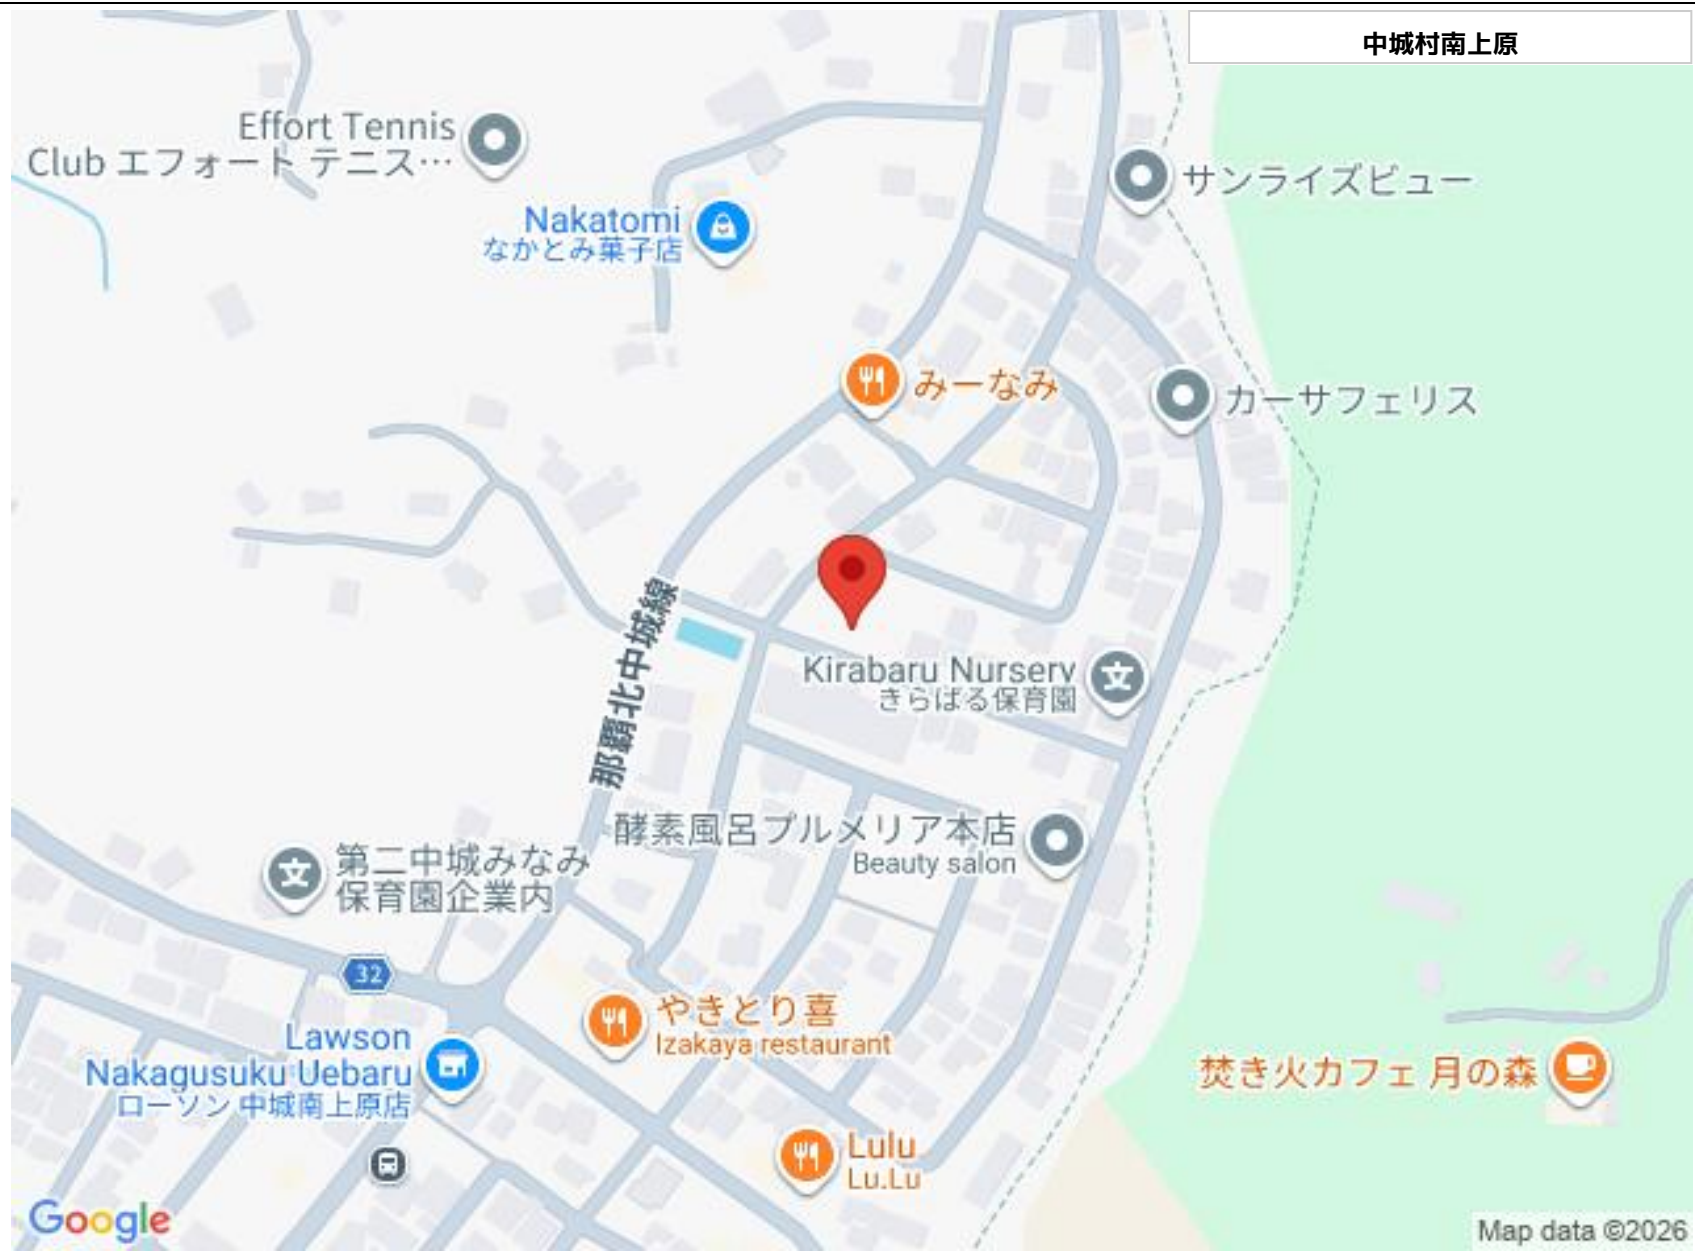 中城村南上原
Effort Tennis
Club エフォート テニス…
サンライズビュー
Nakatomi
なかとみ菓子店
みーなみ
カーサフェリス
那覇北中城線
Kirabaru Nursery
きらばる保育園
酵素風呂プルメリア本店
Beauty salon
第二中城みなみ
保育園企業内
32
やきとり喜
Izakaya restaurant
Lawson
Nakagusuku Uebaru
ローソン 中城南上原店
焚き火カフェ 月の森
Lulu
Lu.Lu
Google
Map data ©2026